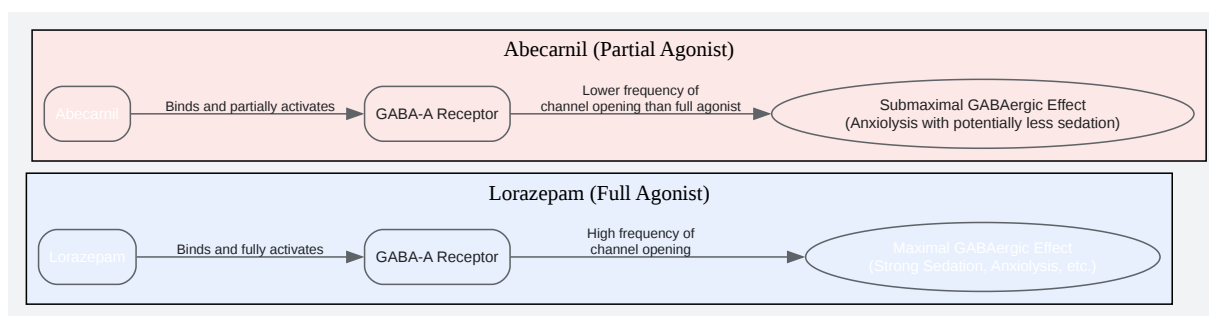 Abecarnil (Partial Agonist)
Abecarnil
Binds and partially activates
GABA-A Receptor
Lower frequency of
channel opening than full agonist
Submaximal GABAergic Effect
(Anxiolysis with potentially less sedation)
Lorazepam (Full Agonist)
Lorazepam
Binds and fully activates
GABA-A Receptor
High frequency of
channel opening
Maximal GABAergic Effect
(Strong Sedation, Anxiolysis, etc.)